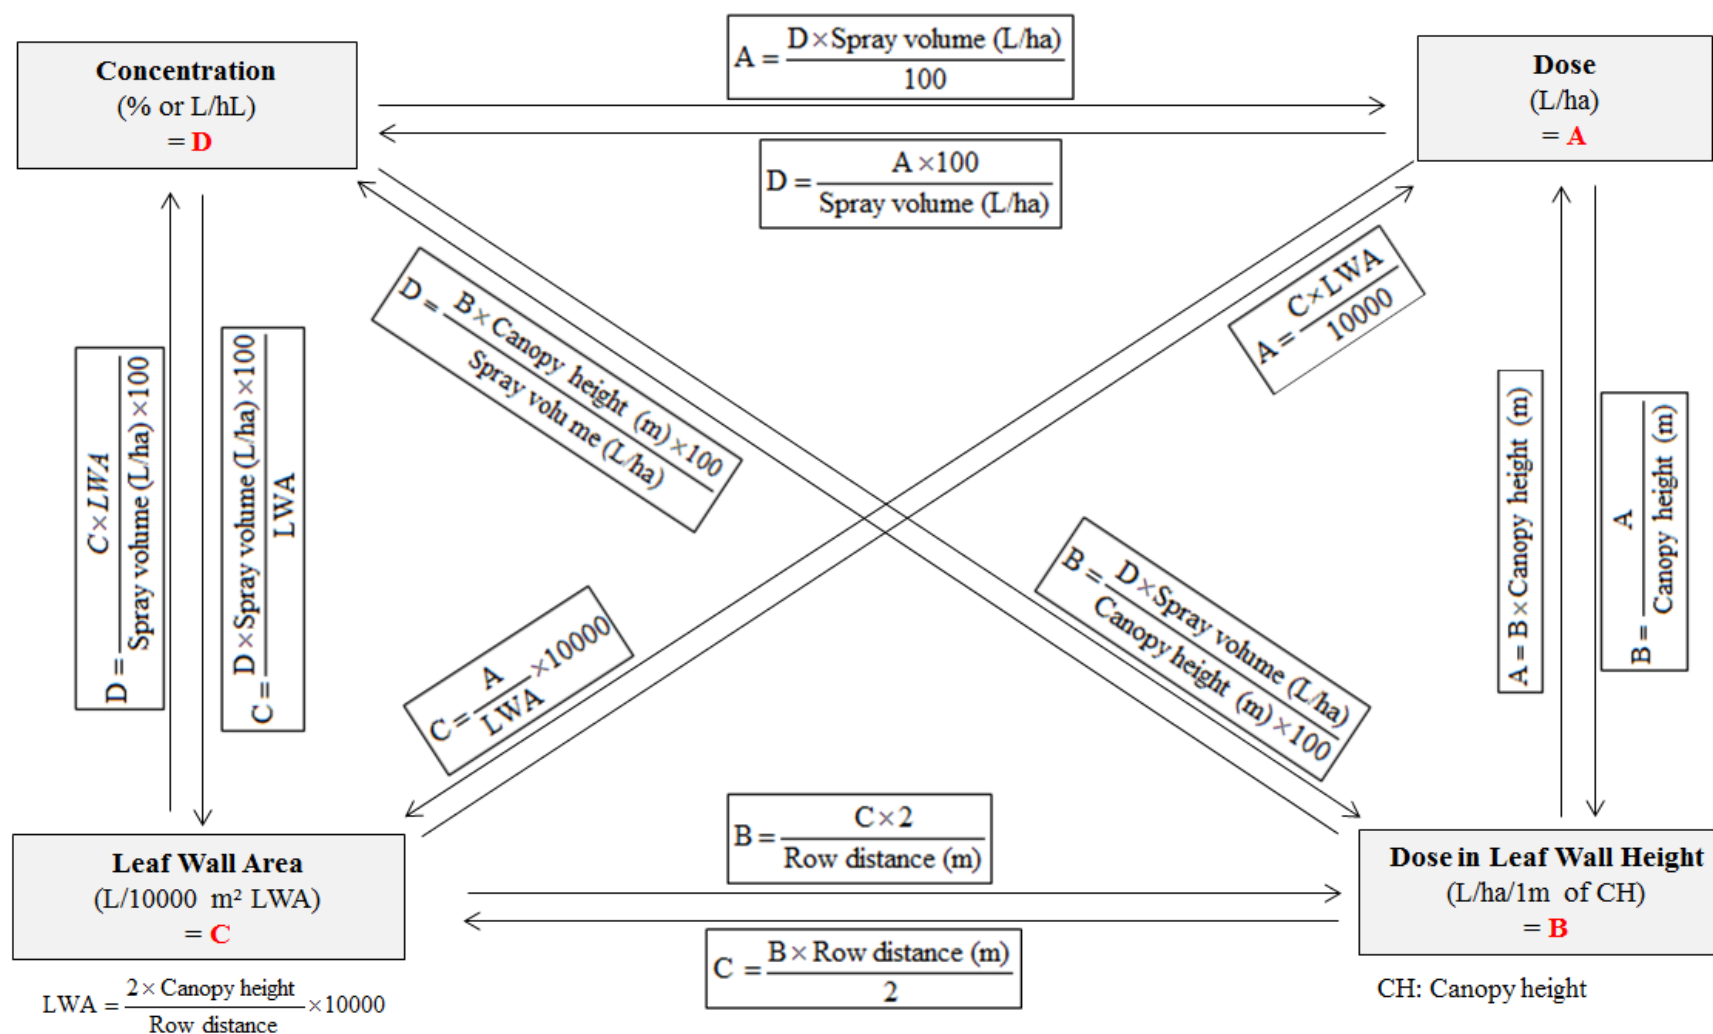 Concentration
(% or L/hL)
= D
A = D × Spray volume (L/ha) / 100
D = A × 100 / Spray volume (L/ha)
Dose
(L/ha)
= A
D = B × Canopy height (m) × 100 / Spray volu me (L/ha)
A = C × LWA / 10000
D = C × LWA / Spray volume (L/ha) × 100
C = D × Spray volume (L/ha) × 100 / LWA
A = B × Canopy height (m)
B = A / Canopy height (m)
C = A / LWA × 10000
B = D × Spray volume (L/ha) / Canopy height (m) × 100
Leaf Wall Area
(L/10000 m² LWA)
= C
B = C × 2 / Row distance (m)
C = B × Row distance (m) / 2
Dose in Leaf Wall Height
(L/ha/1m of CH)
= B
LWA = 2 × Canopy height / Row distance × 10000
CH: Canopy height